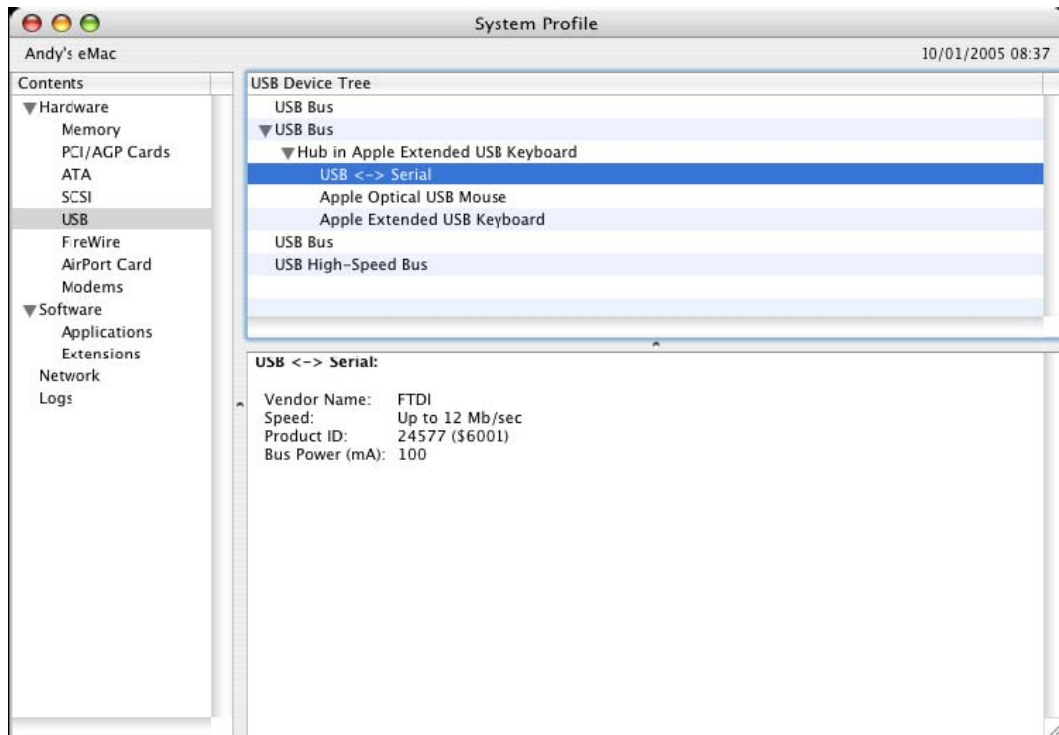 System Profile
Andy's eMac
10/01/2005 08:37
Contents
Hardware
Memory
PCI/AGP Cards
ATA
SCSI
USB
FireWire
AirPort Card
Modems
Software
Applications
Extensions
Network
Logs
USB Device Tree
USB Bus
USB Bus
Hub in Apple Extended USB Keyboard
USB <-> Serial
Apple Optical USB Mouse
Apple Extended USB Keyboard
USB Bus
USB High-Speed Bus
USB <-> Serial:
Vendor Name: FTDI
Speed: Up to 12 Mb/sec
Product ID: 24577 ($6001)
Bus Power (mA): 100